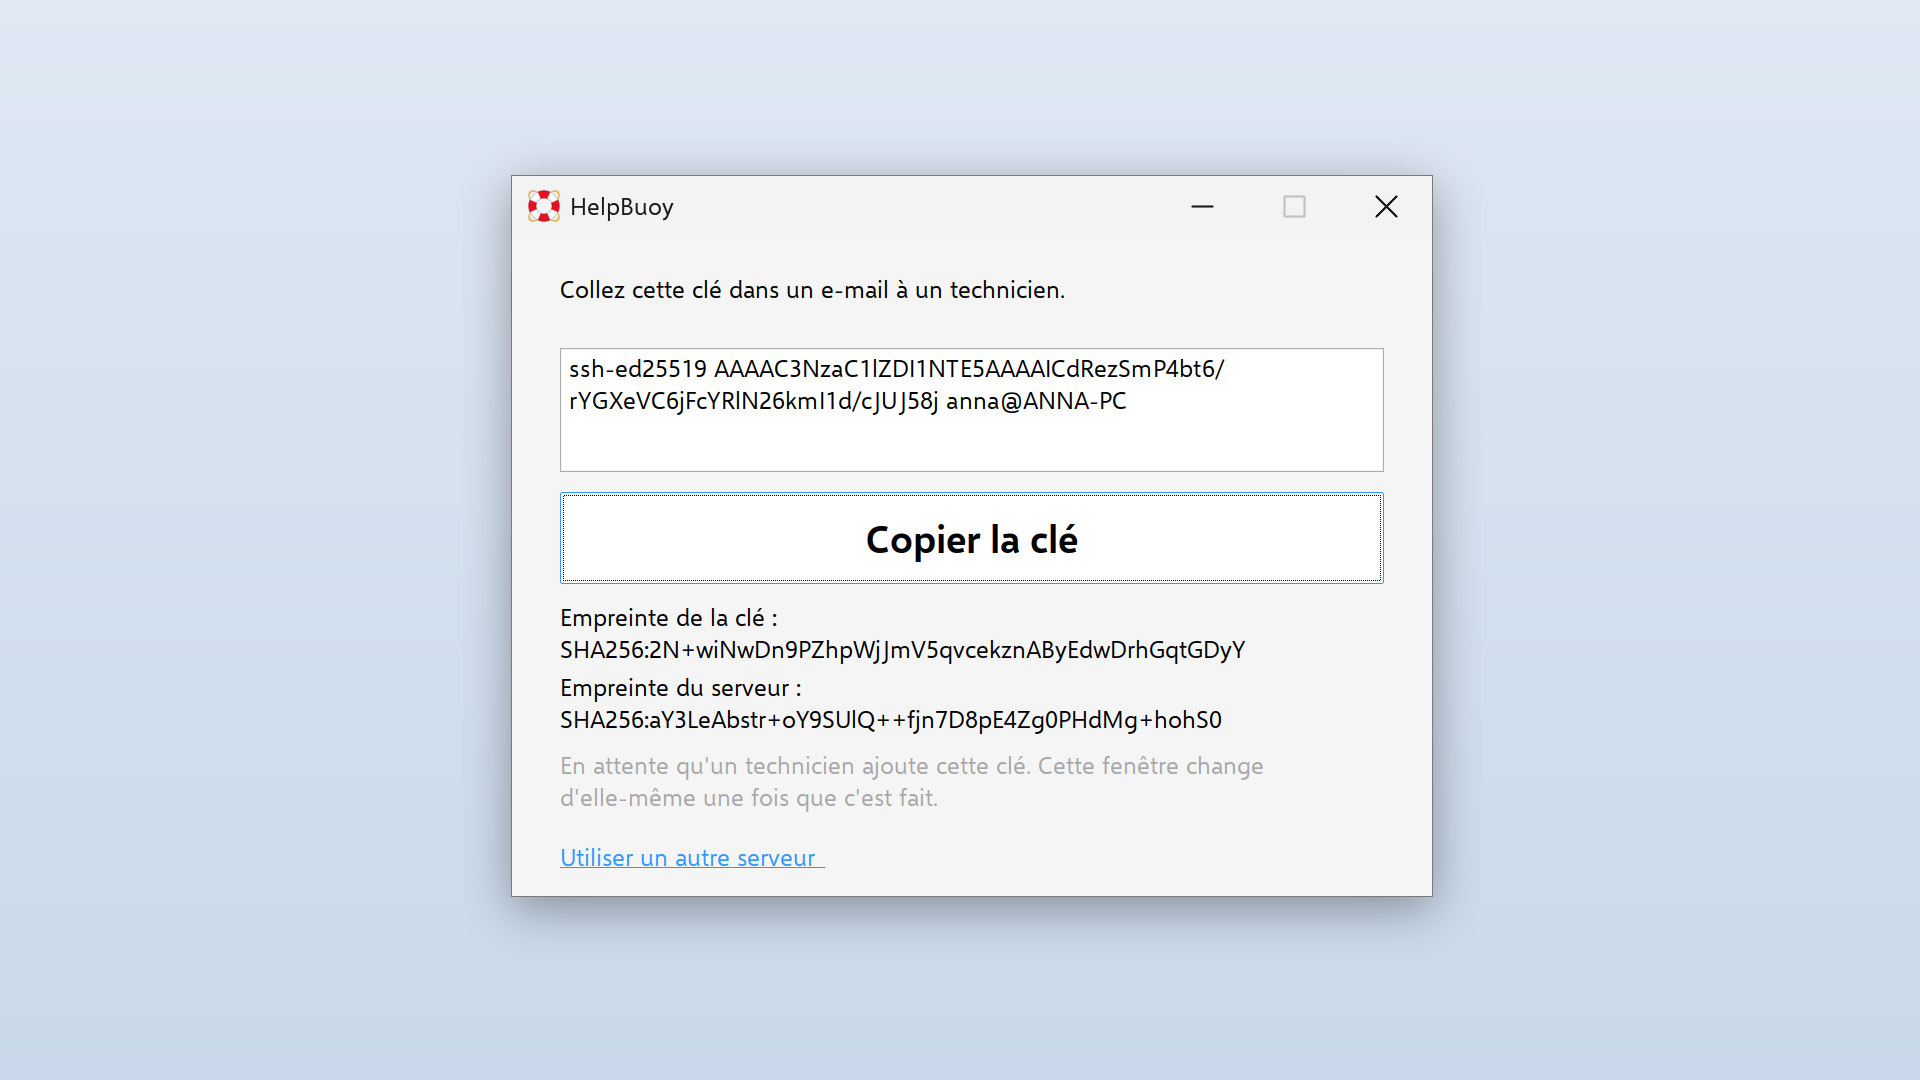 HelpBuoy
Collez cette clé dans un e-mail à un technicien.
ssh-ed25519 AAAAC3NzaC1lZDI1NTE5AAAAICdRezSmP4bt6/
rYGXeVC6jFcYRlN26kmI1d/cJUJ58j anna@ANNA-PC
Copier la clé
Empreinte de la clé :
SHA256:2N+wiNwDn9PZhpWjJmV5qvcekznAByEdwDrhGqtGDyY
Empreinte du serveur :
SHA256:aY3LeAbstr+oY9SUlQ++fjn7D8pE4Zg0PHdMg+hohS0
En attente qu'un technicien ajoute cette clé. Cette fenêtre change
d'elle-même une fois que c'est fait.
Utiliser un autre serveur